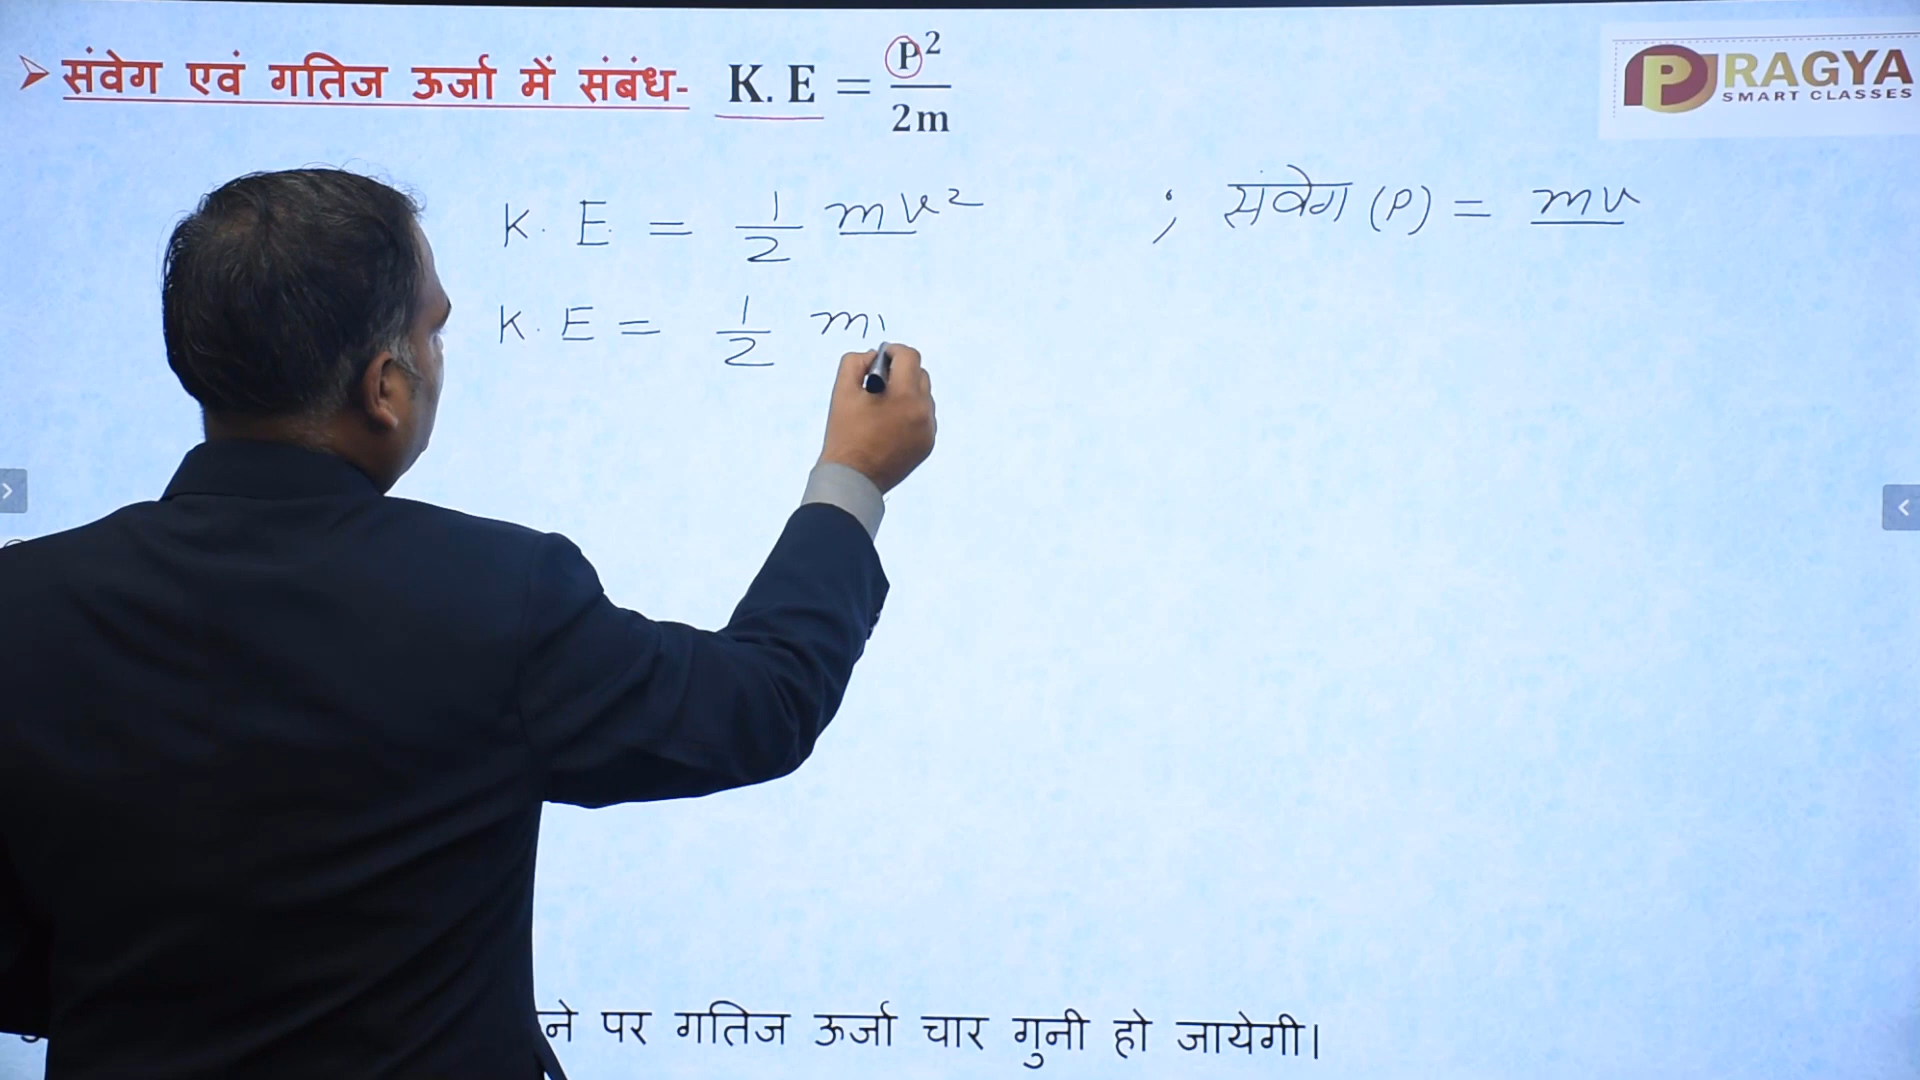 ➤ संवेग एवं गतिज ऊर्जा में संबंध- K. E = P²/2m
PRAGYA
SMART CLASSES
K. E. = 1/2 mv² ; संवेग (P) = mv
K. E = 1/2 m
ने पर गतिज ऊर्जा चार गुनी हो जायेगी।